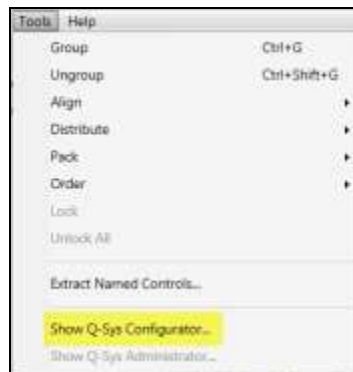 Tools Help
Group Ctrl+G
Ungroup Ctrl+Shift+G
Align
Distribute
Pack
Order
Lock
Unlock All
Extract Named Controls...
Show Q-Sys Configurator...
Show Q-Sys Administrator...